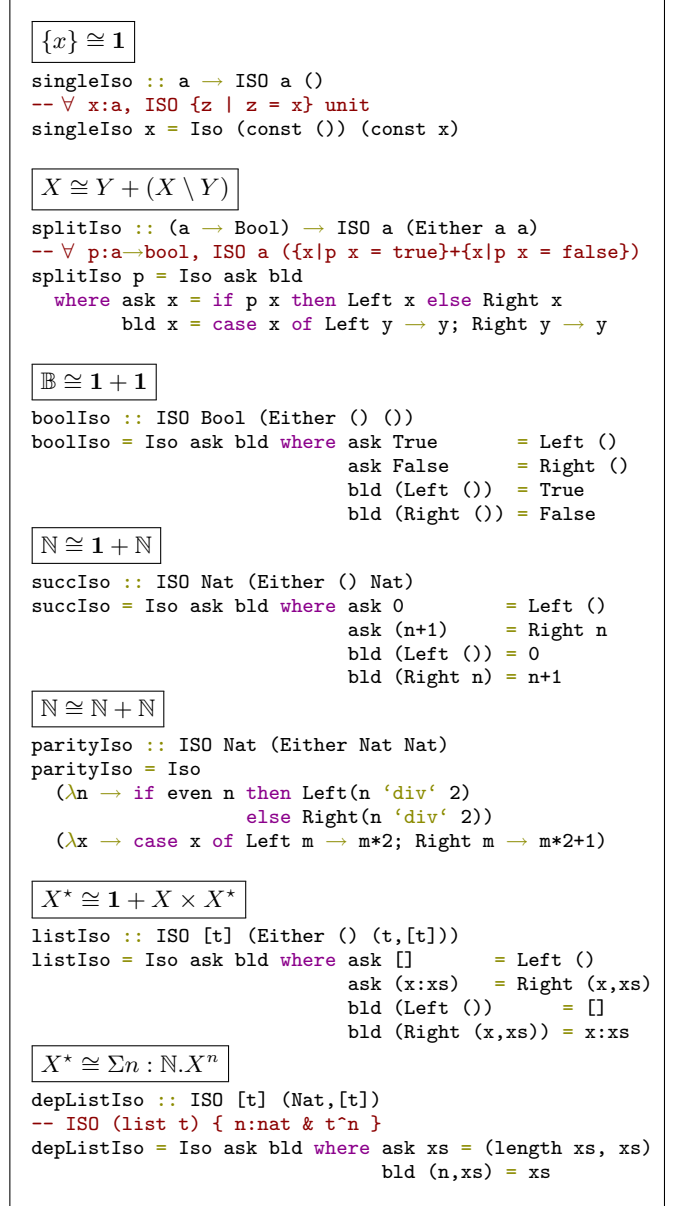 {x} ≅ 1
singleIso :: a → ISO a ()
-- ∀ x:a, ISO {z | z = x} unit
singleIso x = Iso (const ()) (const x)
X ≅ Y + (X \ Y)
splitIso :: (a → Bool) → ISO a (Either a a)
-- ∀ p:a→bool, ISO a ({x|p x = true}+{x|p x = false})
splitIso p = Iso ask bld
  where ask x = if p x then Left x else Right x
        bld x = case x of Left y → y; Right y → y
𝔹 ≅ 1 + 1
boolIso :: ISO Bool (Either () ())
boolIso = Iso ask bld where ask True       = Left ()
                            ask False      = Right ()
                            bld (Left ())  = True
                            bld (Right ()) = False
ℕ ≅ 1 + ℕ
succIso :: ISO Nat (Either () Nat)
succIso = Iso ask bld where ask 0         = Left ()
                            ask (n+1)     = Right n
                            bld (Left ()) = 0
                            bld (Right n) = n+1
ℕ ≅ ℕ + ℕ
parityIso :: ISO Nat (Either Nat Nat)
parityIso = Iso
  (λn → if even n then Left(n ‘div‘ 2)
                   else Right(n ‘div‘ 2))
  (λx → case x of Left m → m*2; Right m → m*2+1)
X⋆ ≅ 1 + X × X⋆
listIso :: ISO [t] (Either () (t,[t]))
listIso = Iso ask bld where ask []       = Left ()
                            ask (x:xs)   = Right (x,xs)
                            bld (Left ())      = []
                            bld (Right (x,xs)) = x:xs
X⋆ ≅ Σn : ℕ.Xⁿ
depListIso :: ISO [t] (Nat,[t])
-- ISO (list t) { n:nat & t^n }
depListIso = Iso ask bld where ask xs = (length xs, xs)
                               bld (n,xs) = xs